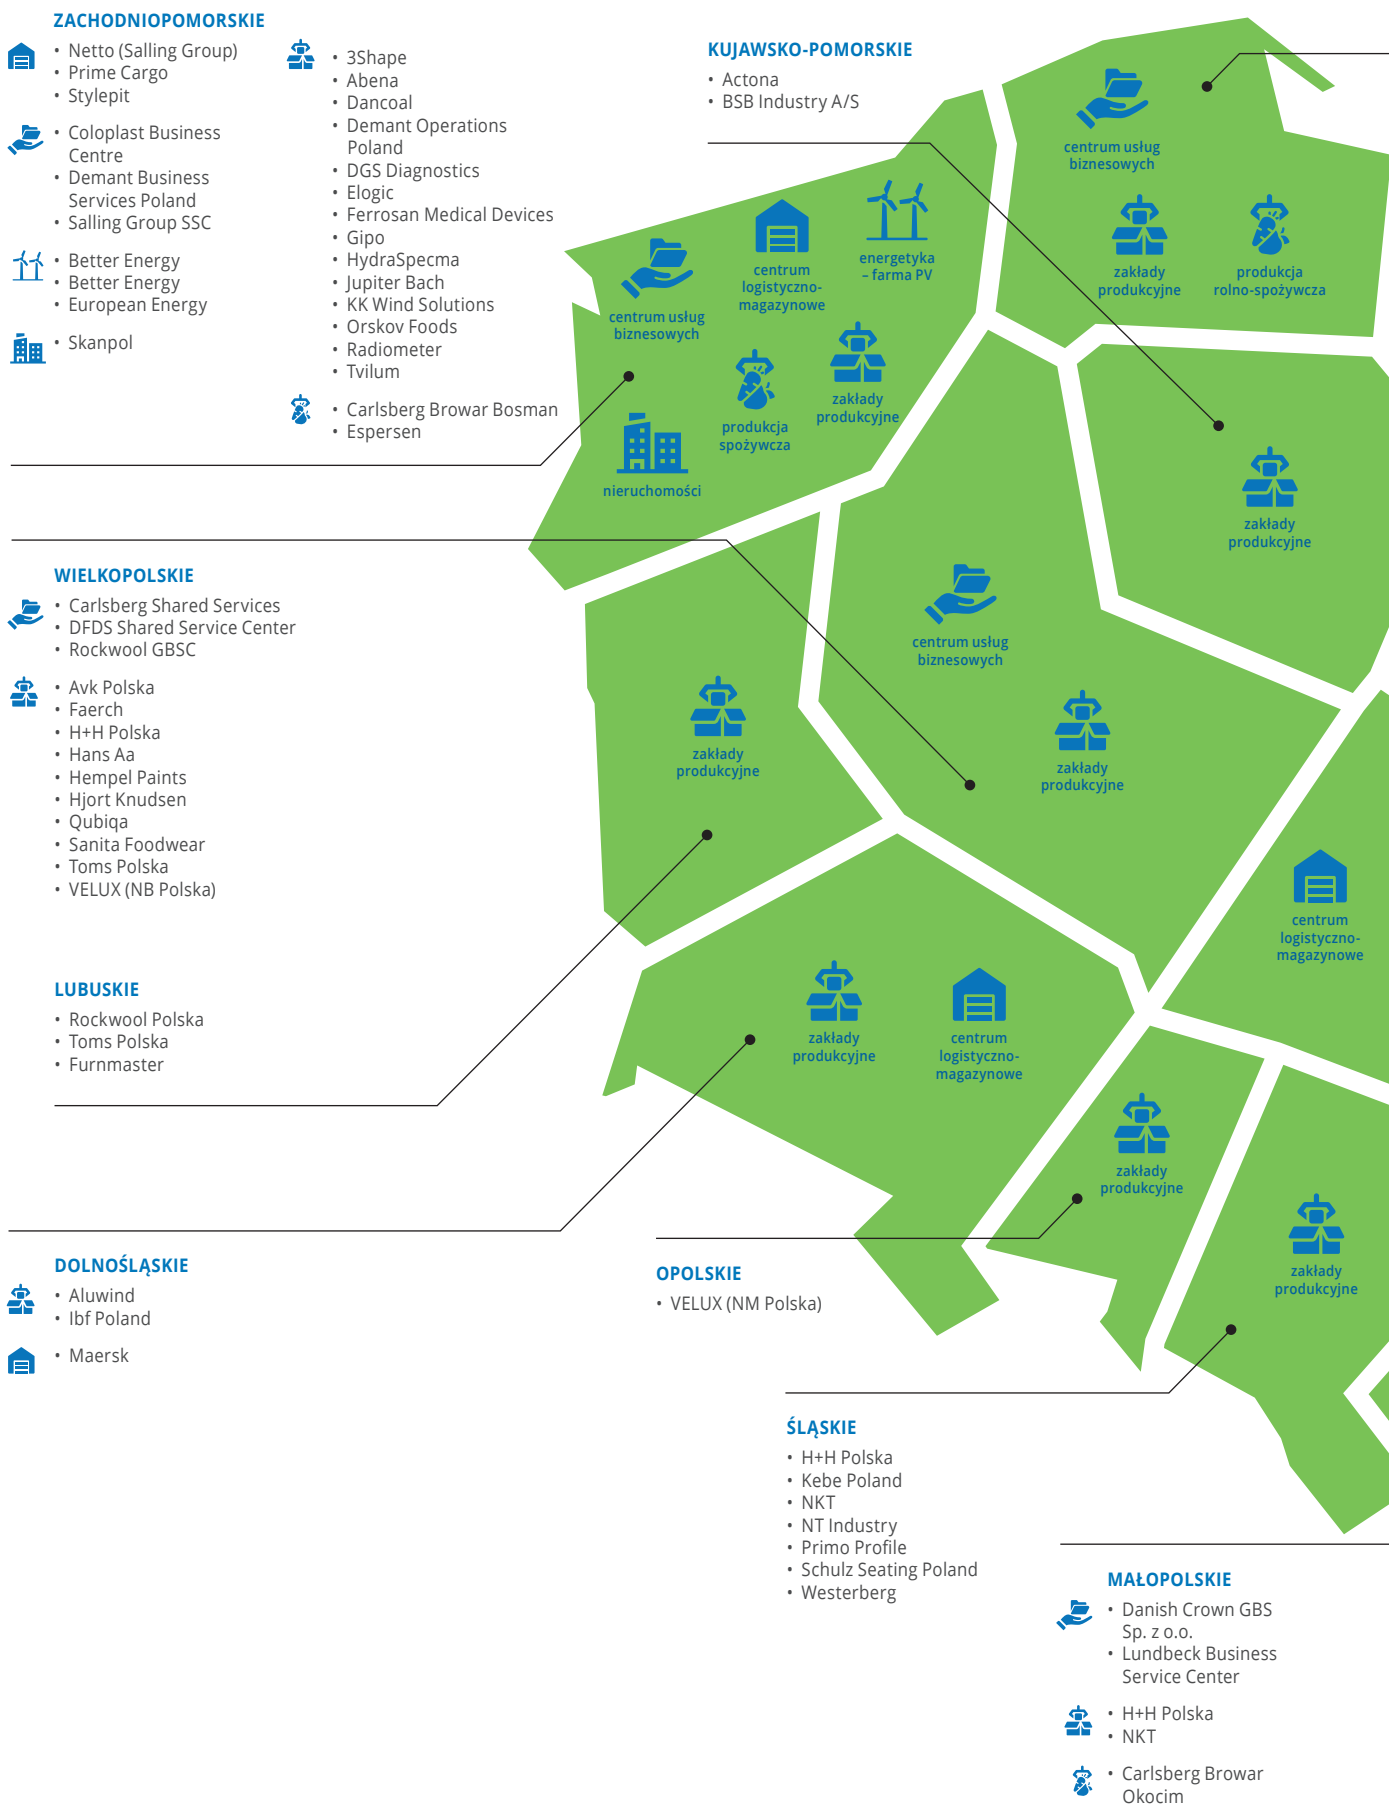 ZACHODNIOPOMORSKIE
• Netto (Salling Group)
• Prime Cargo
• Stylepit
• Coloplast Business
Centre
• Demant Business
Services Poland
• Salling Group SSC
• Better Energy
• Better Energy
• European Energy
• Skanpol
• 3Shape
• Abena
• Dancoal
• Demant Operations
Poland
• DGS Diagnostics
• Elogic
• Ferrosan Medical Devices
• Gipo
• HydraSpecma
• Jupiter Bach
• KK Wind Solutions
• Orskov Foods
• Radiometer
• Tvilum
• Carlsberg Browar Bosman
• Espersen
KUJAWSKO-POMORSKIE
• Actona
• BSB Industry A/S
centrum usług
biznesowych
zakłady
produkcyjne
produkcja
rolno-spożywcza
energetyka
– farma PV
centrum
logistyczno-
magazynowe
centrum usług
biznesowych
zakłady
produkcyjne
produkcja
spożywcza
nieruchomości
zakłady
produkcyjne
WIELKOPOLSKIE
• Carlsberg Shared Services
• DFDS Shared Service Center
• Rockwool GBSC
• Avk Polska
• Faerch
• H+H Polska
• Hans Aa
• Hempel Paints
• Hjort Knudsen
• Qubiqa
• Sanita Foodwear
• Toms Polska
• VELUX (NB Polska)
centrum usług
biznesowych
zakłady
produkcyjne
zakłady
produkcyjne
centrum
logistyczno-
magazynowe
LUBUSKIE
• Rockwool Polska
• Toms Polska
• Furnmaster
zakłady
produkcyjne
centrum
logistyczno-
magazynowe
zakłady
produkcyjne
zakłady
produkcyjne
DOLNOŚLĄSKIE
• Aluwind
• Ibf Poland
• Maersk
OPOLSKIE
• VELUX (NM Polska)
ŚLĄSKIE
• H+H Polska
• Kebe Poland
• NKT
• NT Industry
• Primo Profile
• Schulz Seating Poland
• Westerberg
MAŁOPOLSKIE
• Danish Crown GBS
Sp. z o.o.
• Lundbeck Business
Service Center
• H+H Polska
• NKT
• Carlsberg Browar
Okocim